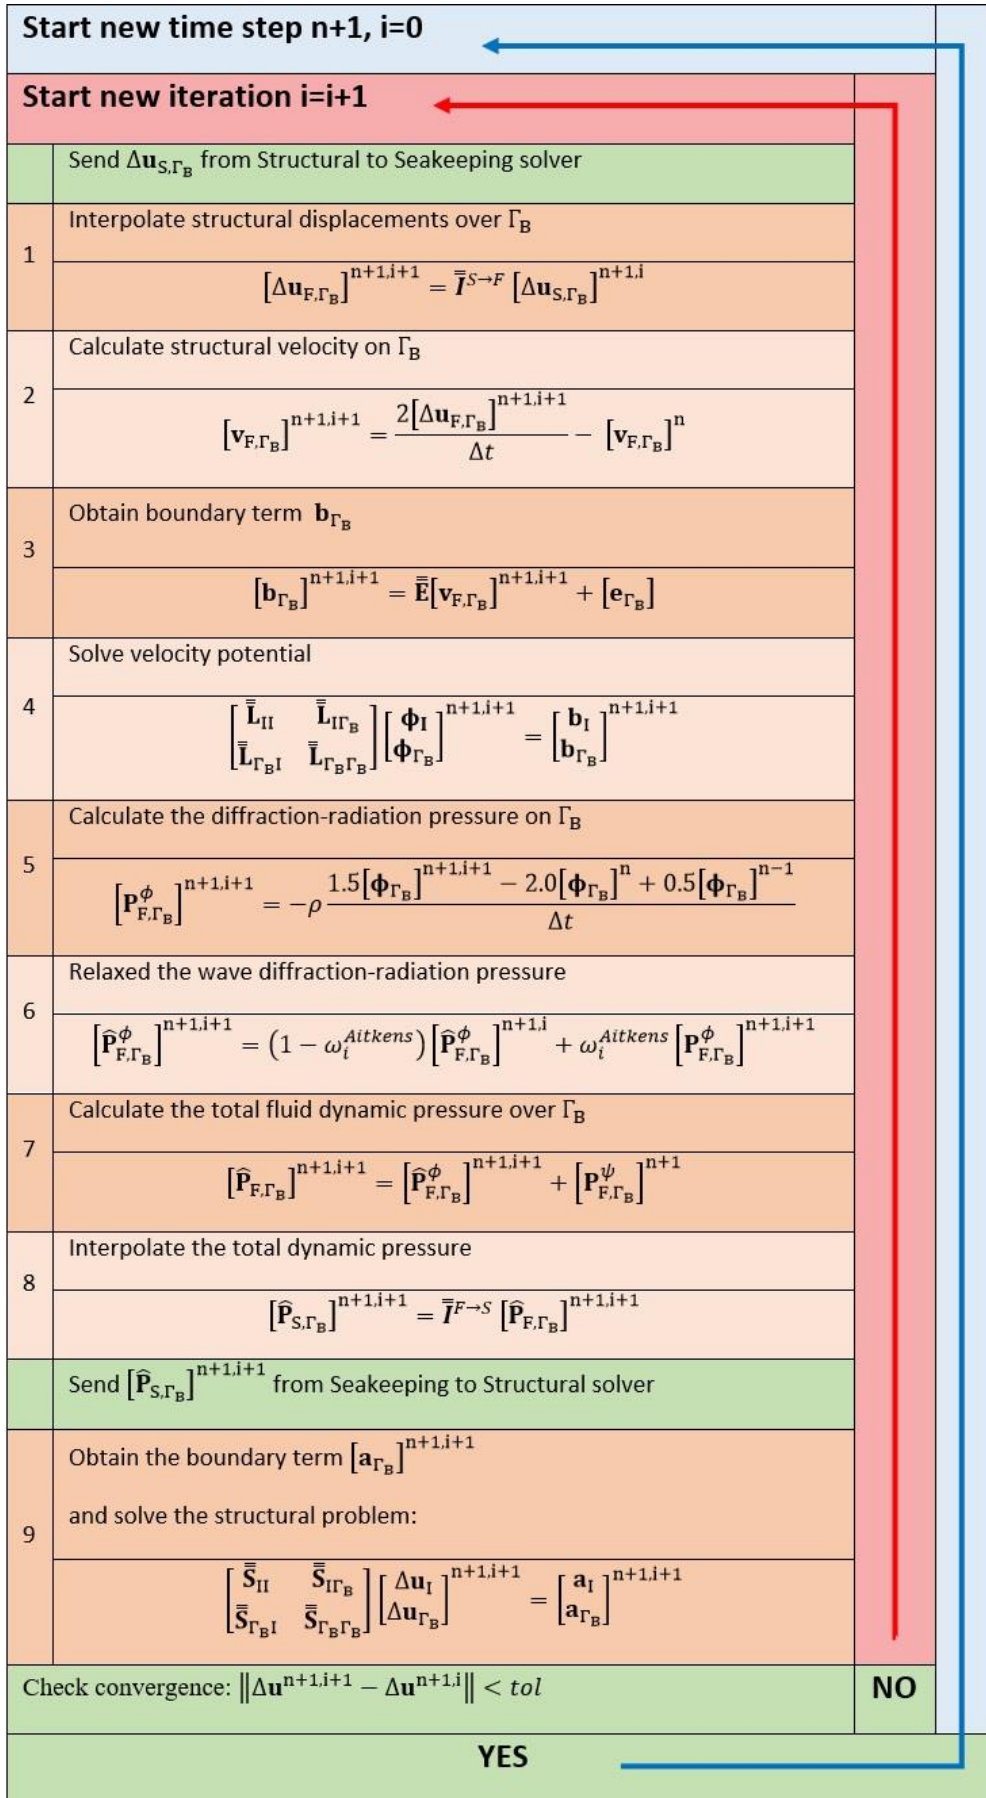 Start new time step n+1, i=0
Start new iteration i=i+1
Send Δu_{S,Γ_B} from Structural to Seakeeping solver
1
Interpolate structural displacements over Γ_B
[Δu_{F,Γ_B}]^{n+1,i+1} = I̿^{S→F} [Δu_{S,Γ_B}]^{n+1,i}
2
Calculate structural velocity on Γ_B
[v_{F,Γ_B}]^{n+1,i+1} = 2[Δu_{F,Γ_B}]^{n+1,i+1} / Δt − [v_{F,Γ_B}]^n
3
Obtain boundary term b_{Γ_B}
[b_{Γ_B}]^{n+1,i+1} = E̿[v_{F,Γ_B}]^{n+1,i+1} + [e_{Γ_B}]
4
Solve velocity potential
[L̿_{II} L̿_{IΓ_B}; L̿_{Γ_BI} L̿_{Γ_BΓ_B}] [ϕ_I; ϕ_{Γ_B}]^{n+1,i+1} = [b_I; b_{Γ_B}]^{n+1,i+1}
5
Calculate the diffraction-radiation pressure on Γ_B
[P^ϕ_{F,Γ_B}]^{n+1,i+1} = −ρ (1.5[ϕ_{Γ_B}]^{n+1,i+1} − 2.0[ϕ_{Γ_B}]^n + 0.5[ϕ_{Γ_B}]^{n−1}) / Δt
6
Relaxed the wave diffraction-radiation pressure
[P̂^ϕ_{F,Γ_B}]^{n+1,i+1} = (1 − ω_i^{Aitkens}) [P̂^ϕ_{F,Γ_B}]^{n+1,i} + ω_i^{Aitkens} [P^ϕ_{F,Γ_B}]^{n+1,i+1}
7
Calculate the total fluid dynamic pressure over Γ_B
[P̂_{F,Γ_B}]^{n+1,i+1} = [P̂^ϕ_{F,Γ_B}]^{n+1,i+1} + [P^ψ_{F,Γ_B}]^{n+1}
8
Interpolate the total dynamic pressure
[P̂_{S,Γ_B}]^{n+1,i+1} = I̿^{F→S} [P̂_{F,Γ_B}]^{n+1,i+1}
Send [P̂_{S,Γ_B}]^{n+1,i+1} from Seakeeping to Structural solver
9
Obtain the boundary term [a_{Γ_B}]^{n+1,i+1}
and solve the structural problem:
[S̿_{II} S̿_{IΓ_B}; S̿_{Γ_BI} S̿_{Γ_BΓ_B}] [Δu_I; Δu_{Γ_B}]^{n+1,i+1} = [a_I; a_{Γ_B}]^{n+1,i+1}
Check convergence: ‖Δu^{n+1,i+1} − Δu^{n+1,i}‖ < tol
NO
YES